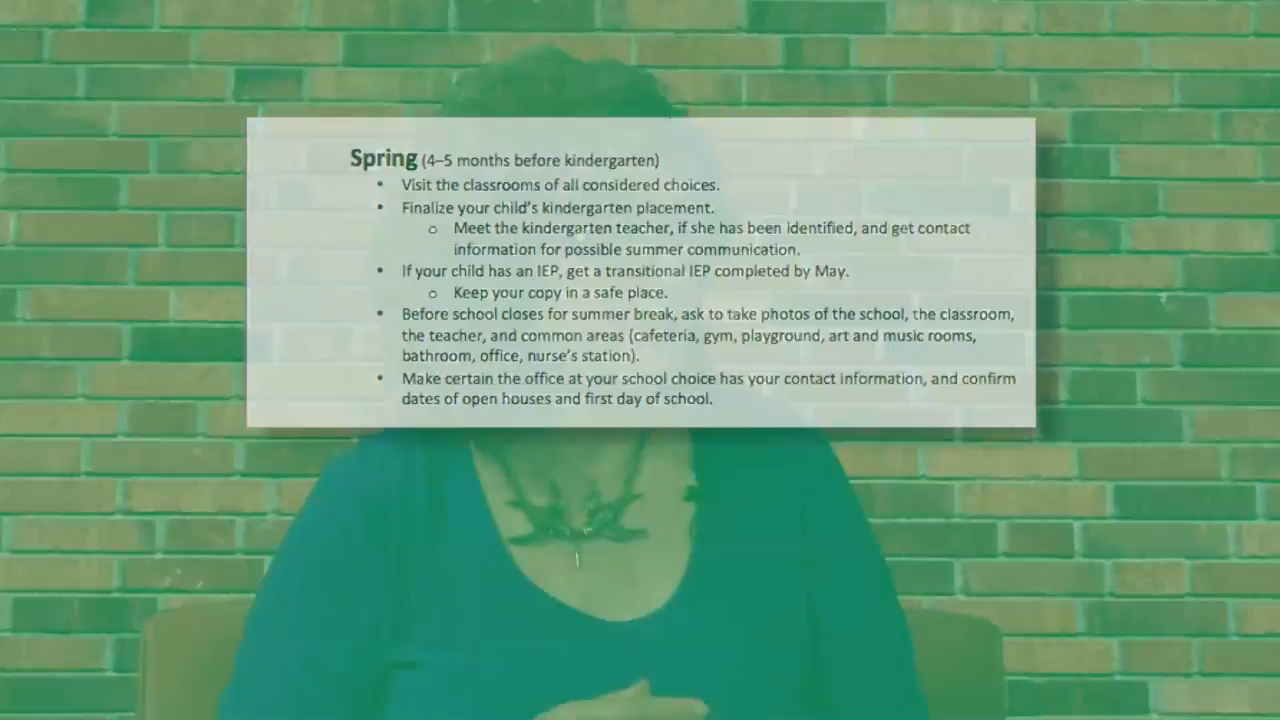 Spring (4–5 months before kindergarten)
• Visit the classrooms of all considered choices.
• Finalize your child's kindergarten placement.
o Meet the kindergarten teacher, if she has been identified, and get contact
information for possible summer communication.
• If your child has an IEP, get a transitional IEP completed by May.
o Keep your copy in a safe place.
• Before school closes for summer break, ask to take photos of the school, the classroom,
the teacher, and common areas (cafeteria, gym, playground, art and music rooms,
bathroom, office, nurse's station).
• Make certain the office at your school choice has your contact information, and confirm
dates of open houses and first day of school.